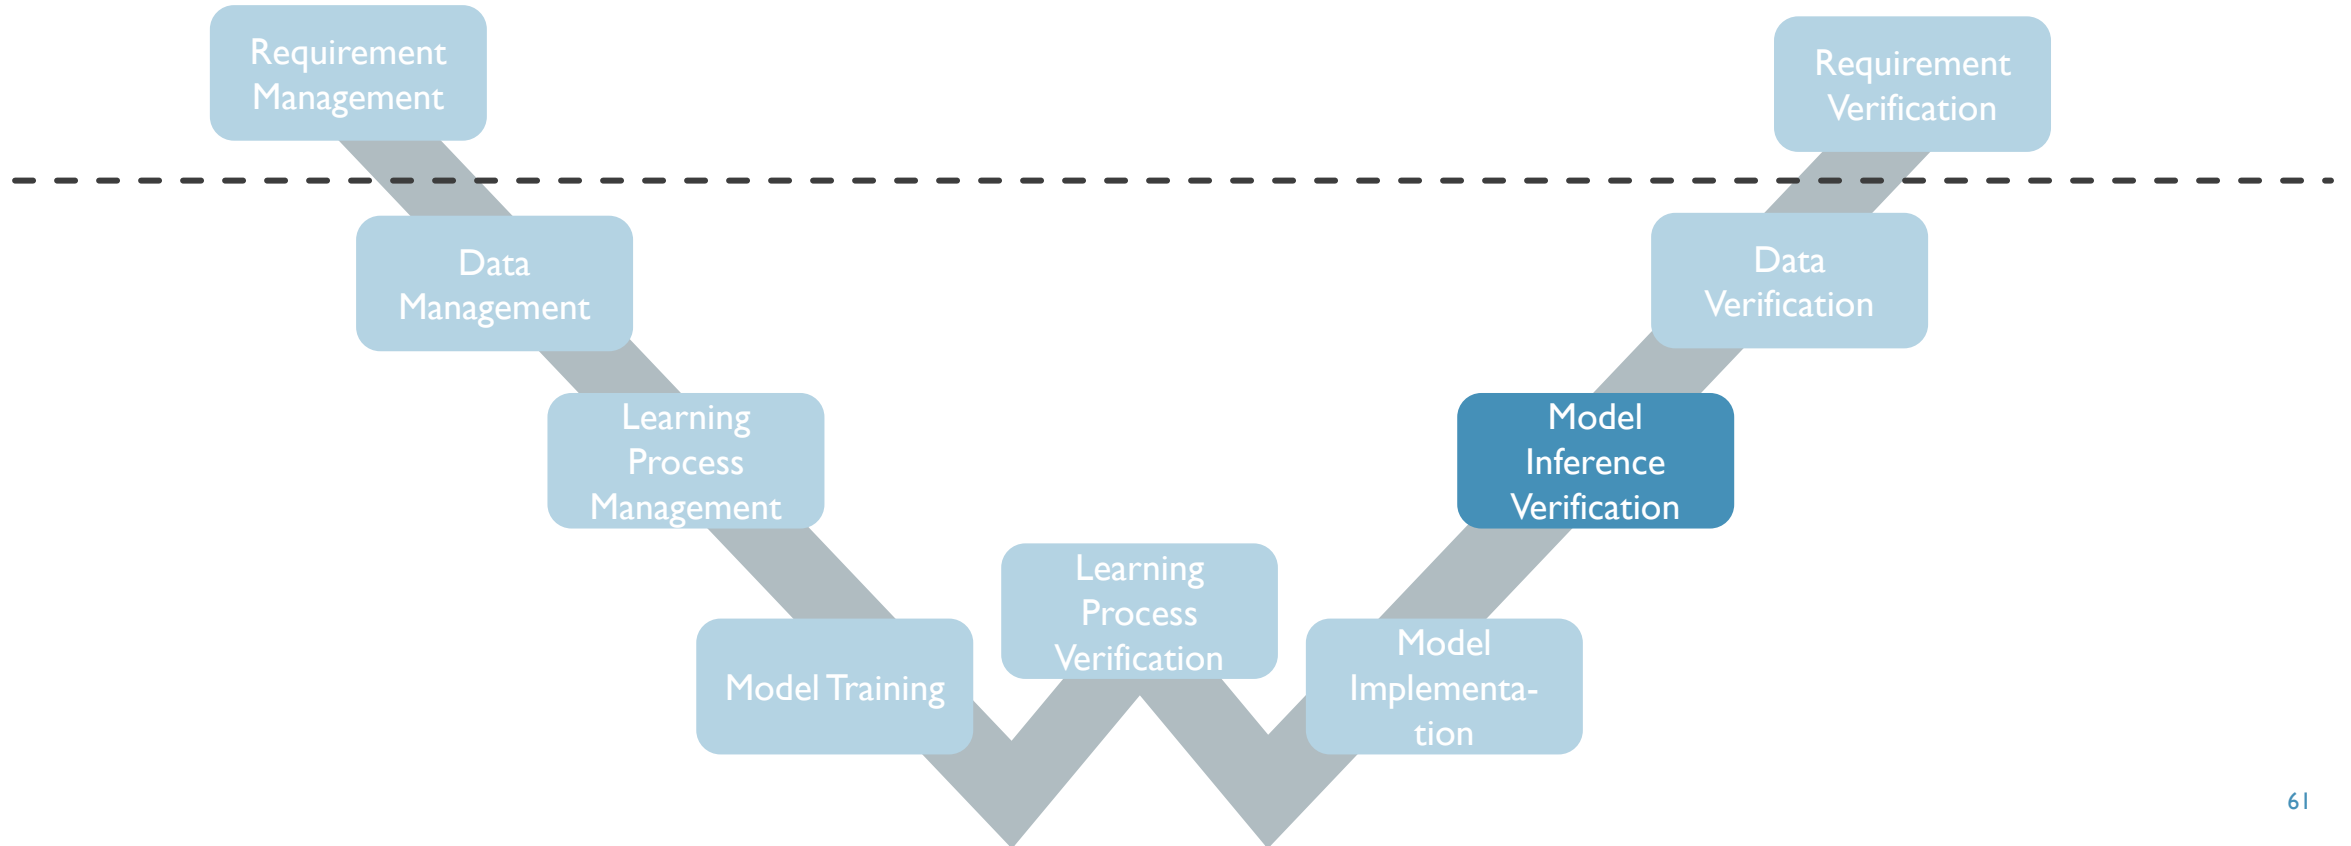 Requirement
Management
Requirement
Verification
Data
Management
Data
Verification
Learning
Process
Management
Model
Inference
Verification
Learning
Process
Verification
Model Training
Model
Implementa-
tion
61